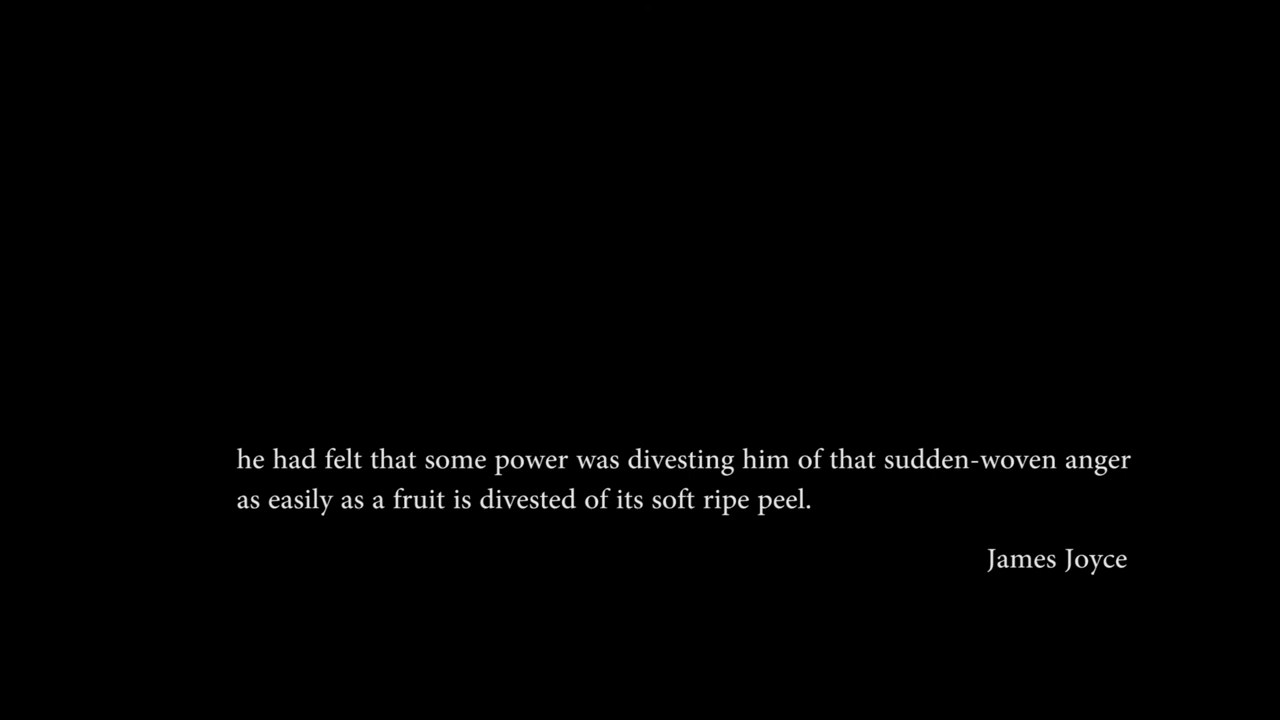 he had felt that some power was divesting him of that sudden-woven anger
as easily as a fruit is divested of its soft ripe peel.
James Joyce